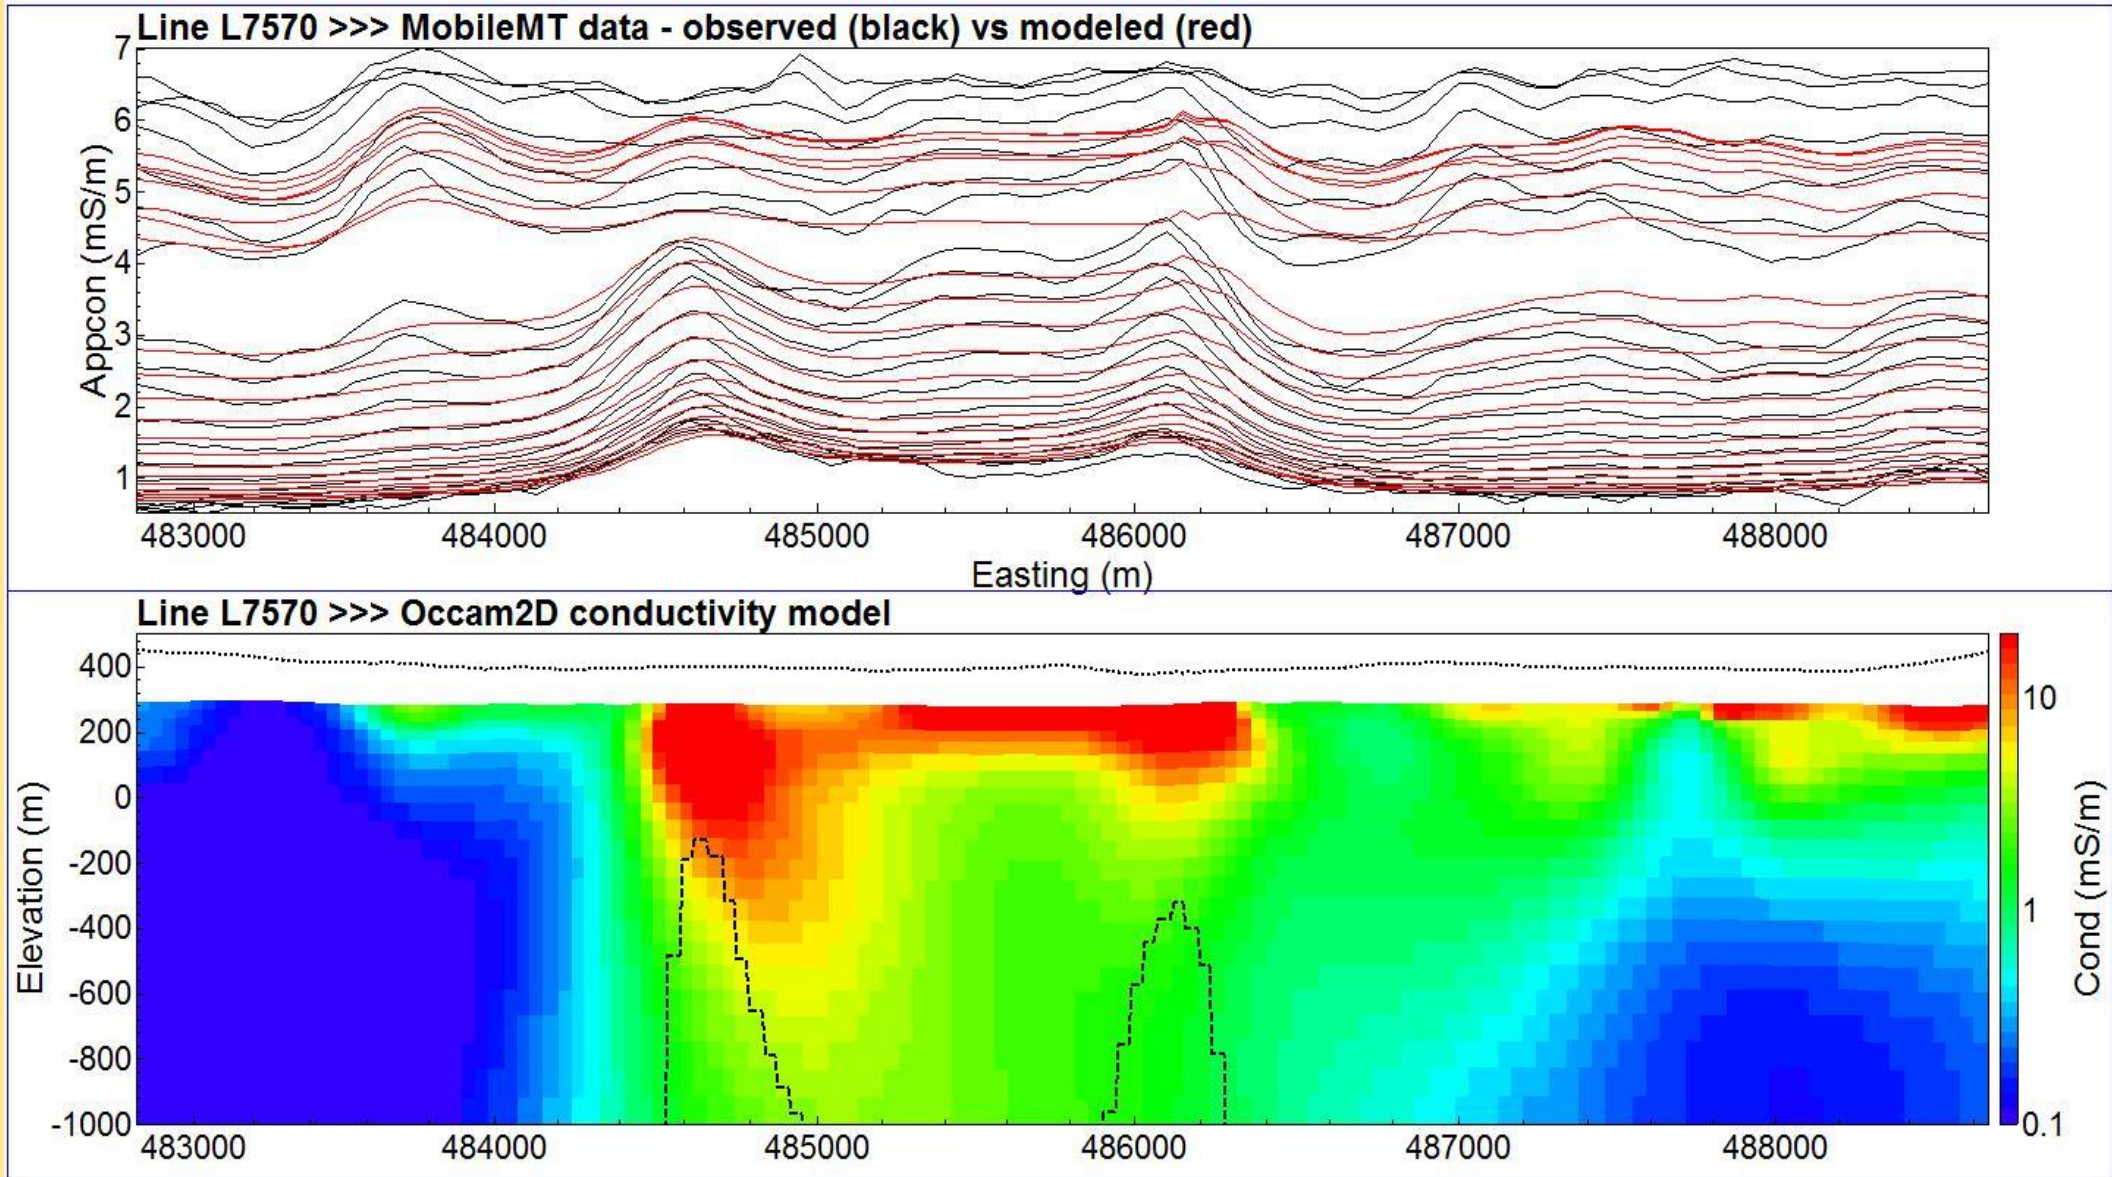 Line L7570 >>> MobileMT data - observed (black) vs modeled (red)
7
6
5
4
3
2
1
Appcon (mS/m)
483000 484000 485000 486000 487000 488000
Easting (m)
Line L7570 >>> Occam2D conductivity model
400
200
0
-200
-400
-600
-800
-1000
Elevation (m)
483000 484000 485000 486000 487000 488000
10
1
0.1
Cond (mS/m)